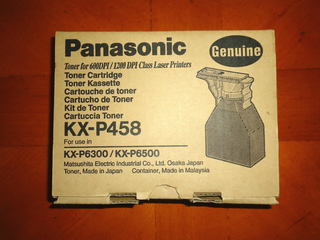 Panasonic
Genuine
Toner for 600DPI / 1200 DPI Class Laser Printers
Toner Cartridge
Toner Kassette
Cartouche de toner
Cartucho de Toner
Kit de Toner
Cartuccia Toner
KX-P458
For use in
KX-P6300 / KX-P6500
Matsushita Electric Industrial Co., Ltd. Osaka Japan
Toner, Made in Japan Container, Made in Malaysia